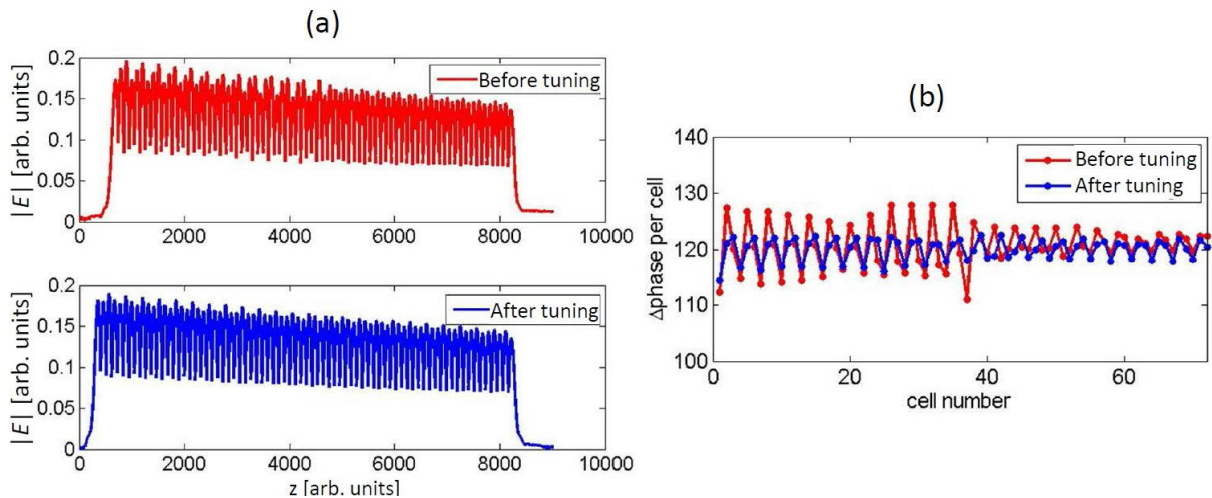 (a)
0.2
0.15
0.1
0.05
0
|E| [arb. units]
Before tuning
0 2000 4000 6000 8000 10000
0.2
0.15
0.1
0.05
0
|E| [arb. units]
After tuning
0 2000 4000 6000 8000 10000
z [arb. units]
(b)
140
130
120
110
100
Δphase per cell
Before tuning
After tuning
0 20 40 60
cell number